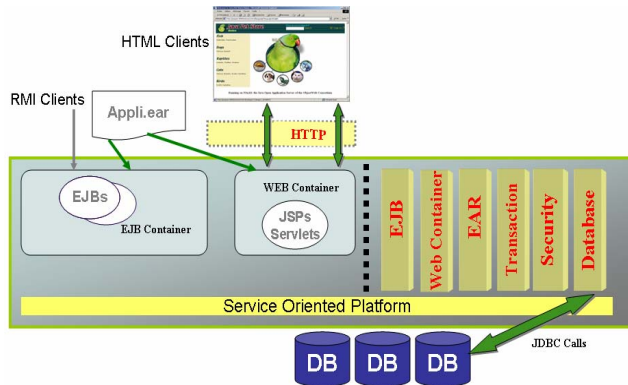 HTML Clients
RMI Clients
Appli.ear
HTTP
EJBs
EJB Container
WEB Container
JSPs
Servlets
EJB
Web Container
EAR
Transaction
Security
Database
Service Oriented Platform
DB
DB
DB
JDBC Calls